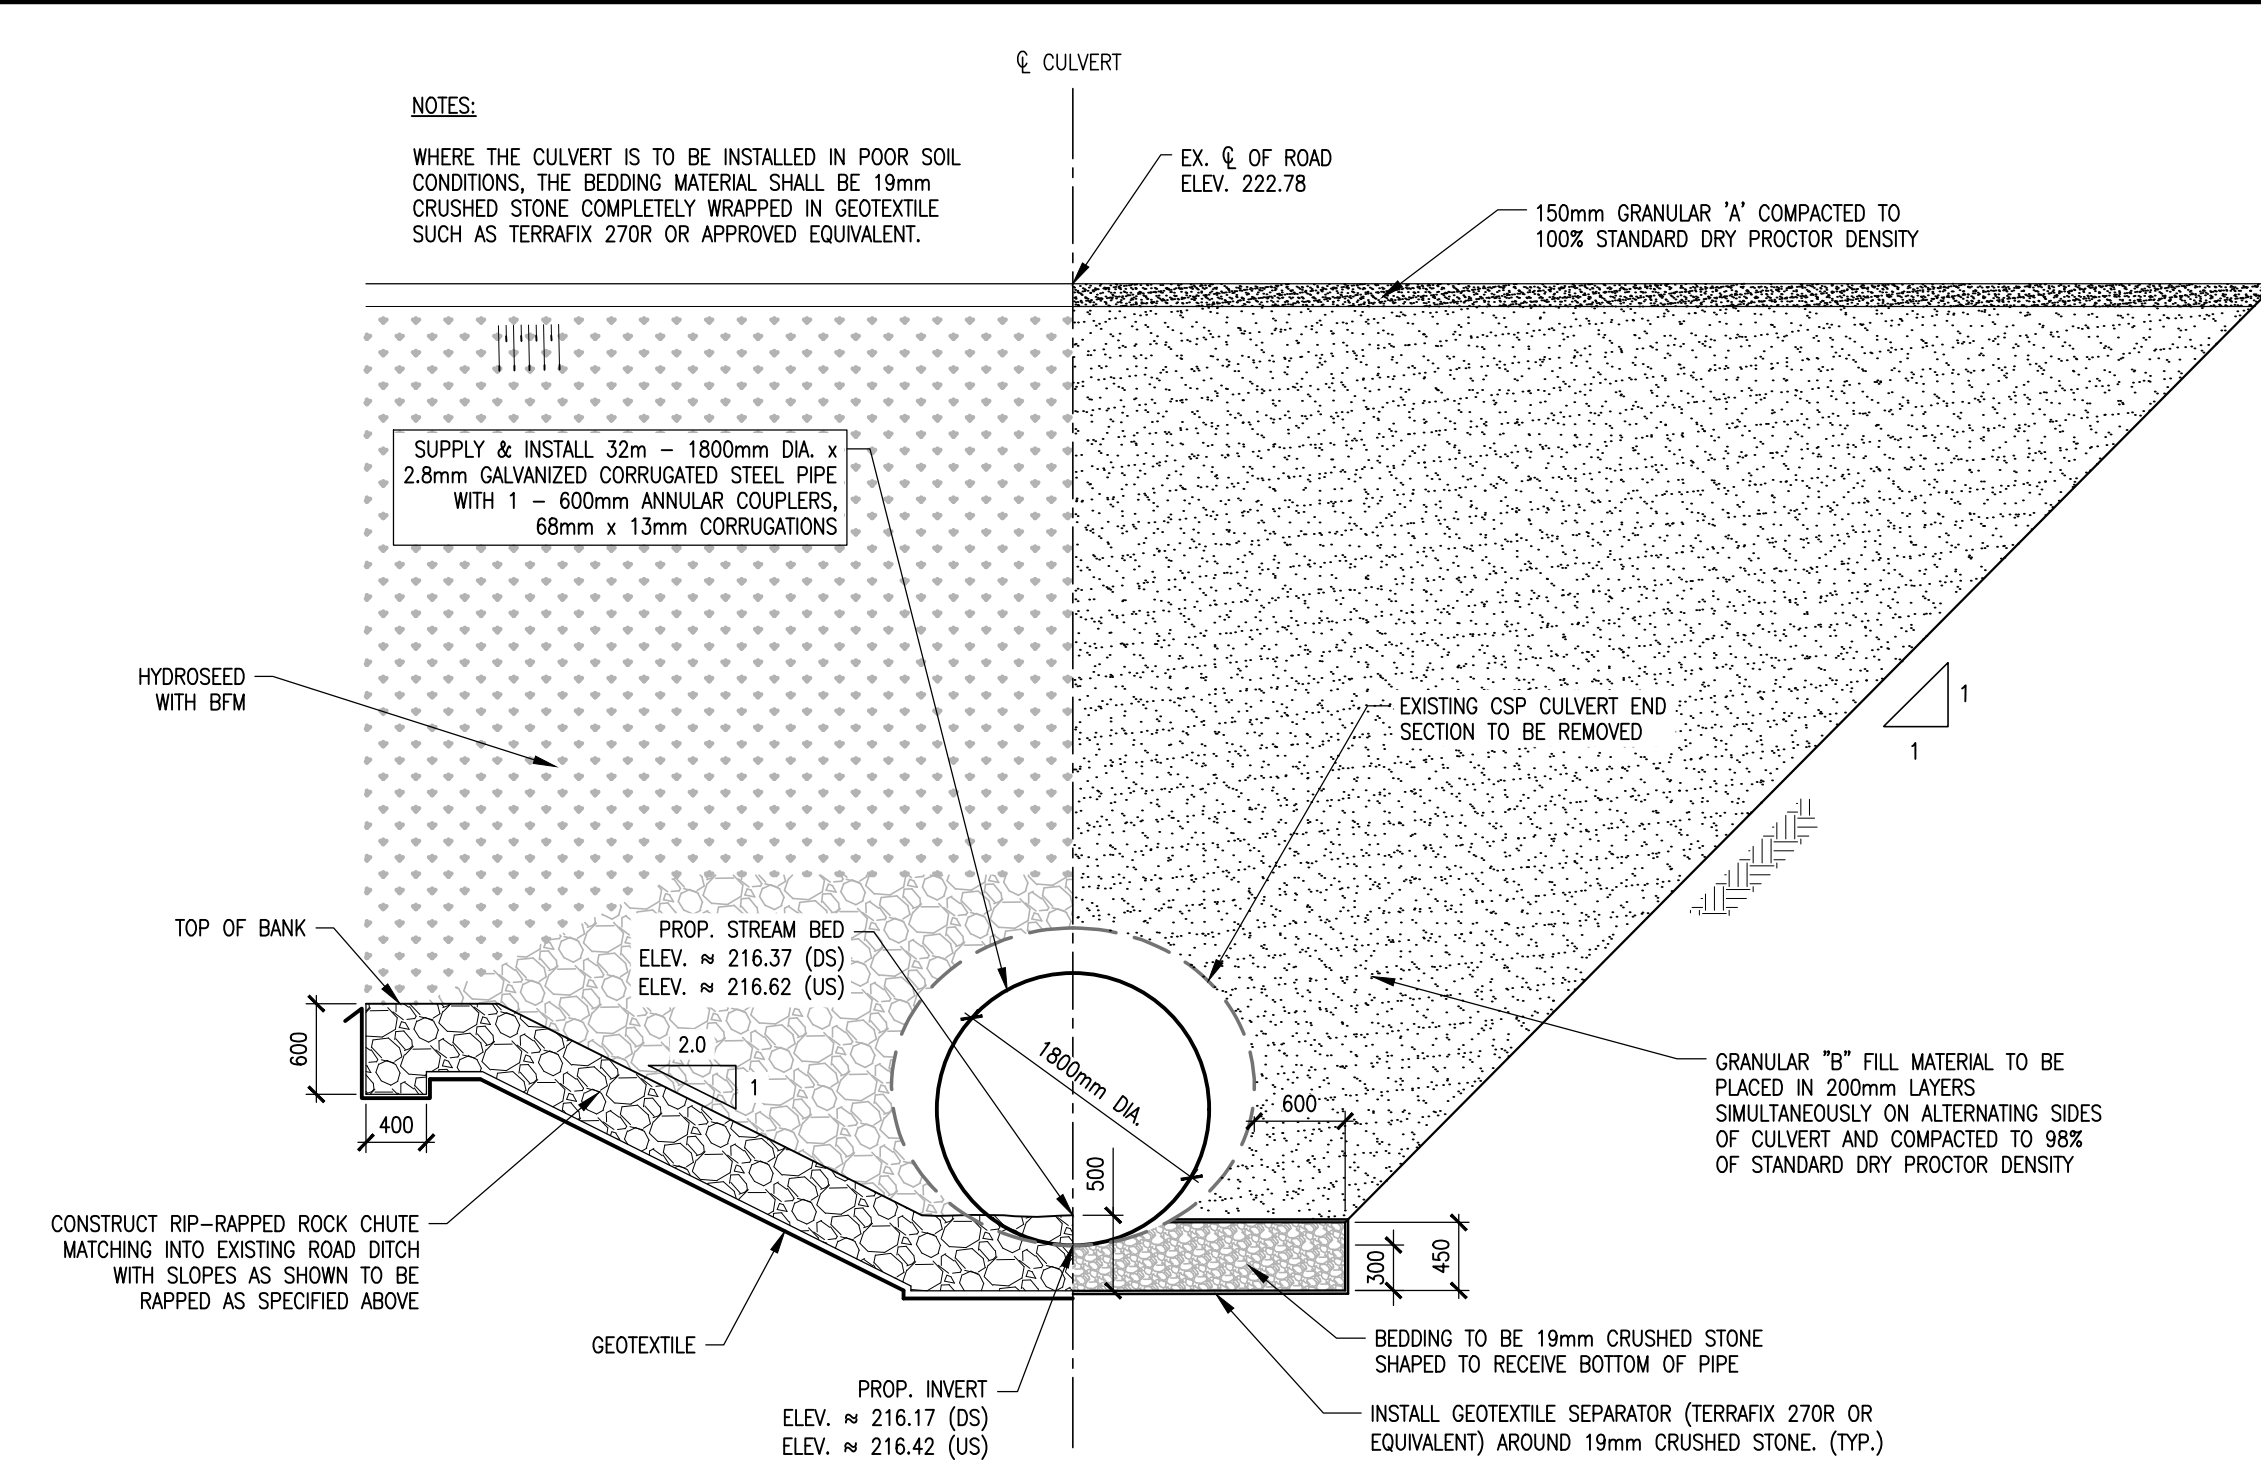 ℄ CULVERT
NOTES:
WHERE THE CULVERT IS TO BE INSTALLED IN POOR SOIL
CONDITIONS, THE BEDDING MATERIAL SHALL BE 19mm
CRUSHED STONE COMPLETELY WRAPPED IN GEOTEXTILE
SUCH AS TERRAFIX 270R OR APPROVED EQUIVALENT.
EX. ℄ OF ROAD
ELEV. 222.78
150mm GRANULAR 'A' COMPACTED TO
100% STANDARD DRY PROCTOR DENSITY
SUPPLY & INSTALL 32m - 1800mm DIA. x
2.8mm GALVANIZED CORRUGATED STEEL PIPE
WITH 1 - 600mm ANNULAR COUPLERS,
68mm x 13mm CORRUGATIONS
HYDROSEED
WITH BFM
EXISTING CSP CULVERT END
SECTION TO BE REMOVED
1
1
TOP OF BANK
PROP. STREAM BED
ELEV. ≈ 216.37 (DS)
ELEV. ≈ 216.62 (US)
600
400
2.0
1
1800mm DIA.
600
500
300
450
GRANULAR "B" FILL MATERIAL TO BE
PLACED IN 200mm LAYERS
SIMULTANEOUSLY ON ALTERNATING SIDES
OF CULVERT AND COMPACTED TO 98%
OF STANDARD DRY PROCTOR DENSITY
CONSTRUCT RIP-RAPPED ROCK CHUTE
MATCHING INTO EXISTING ROAD DITCH
WITH SLOPES AS SHOWN TO BE
RAPPED AS SPECIFIED ABOVE
GEOTEXTILE
PROP. INVERT
ELEV. ≈ 216.17 (DS)
ELEV. ≈ 216.42 (US)
BEDDING TO BE 19mm CRUSHED STONE
SHAPED TO RECEIVE BOTTOM OF PIPE
INSTALL GEOTEXTILE SEPARATOR (TERRAFIX 270R OR
EQUIVALENT) AROUND 19mm CRUSHED STONE. (TYP.)